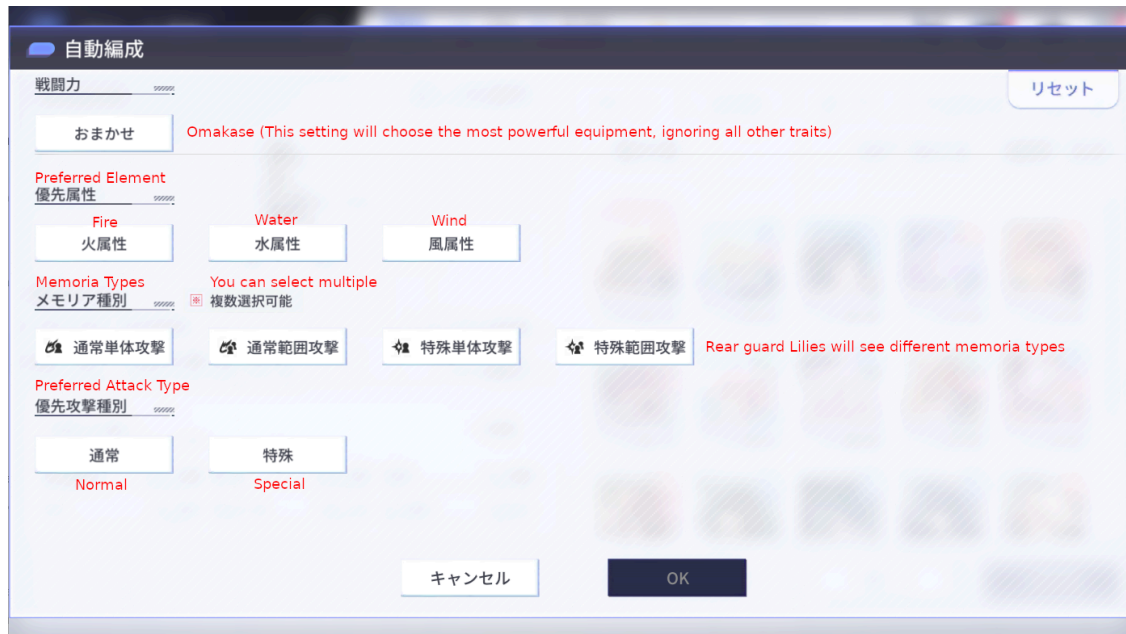 自動編成
戦闘力
リセット
おまかせ Omakase (This setting will choose the most powerful equipment, ignoring all other traits)
Preferred Element
優先属性
Fire Water Wind
火属性 水属性 風属性
Memoria Types You can select multiple
メモリア種別 ※ 複数選択可能
通常単体攻撃 通常範囲攻撃 特殊単体攻撃 特殊範囲攻撃 Rear guard Lilies will see different memoria types
Preferred Attack Type
優先攻撃種別
通常 特殊
Normal Special
キャンセル OK